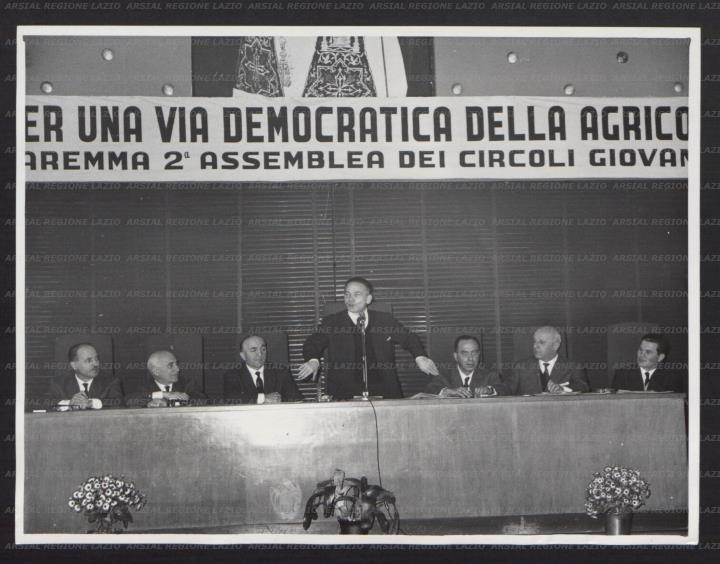 ER UNA VIA DEMOCRATICA DELLA AGRICO
AREMMA 2ª ASSEMBLEA DEI CIRCOLI GIOVAN
ARSIAL REGIONE LAZIO